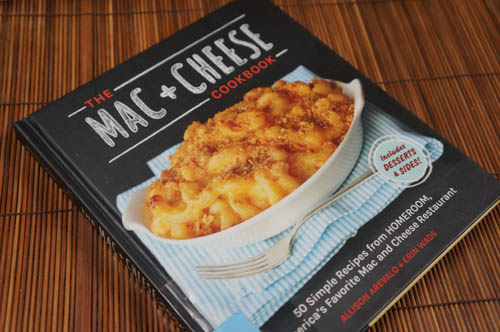 THE
MAC + CHEESE
COOKBOOK
Includes
DESSERTS
& SIDES!
50 Simple Recipes from HOMEROOM,
erica's Favorite Mac and Cheese Restaurant
ALLISON AREVALO + ERIN WADE